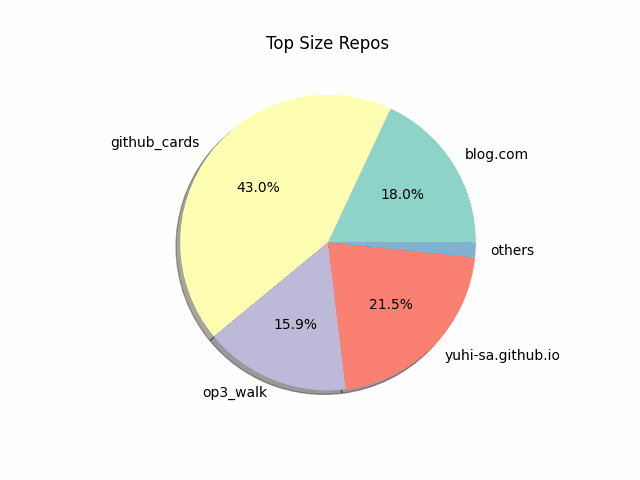 Top Size Repos
github_cards
blog.com
43.0%
18.0%
others
21.5%
15.9%
yuhi-sa.github.io
op3_walk